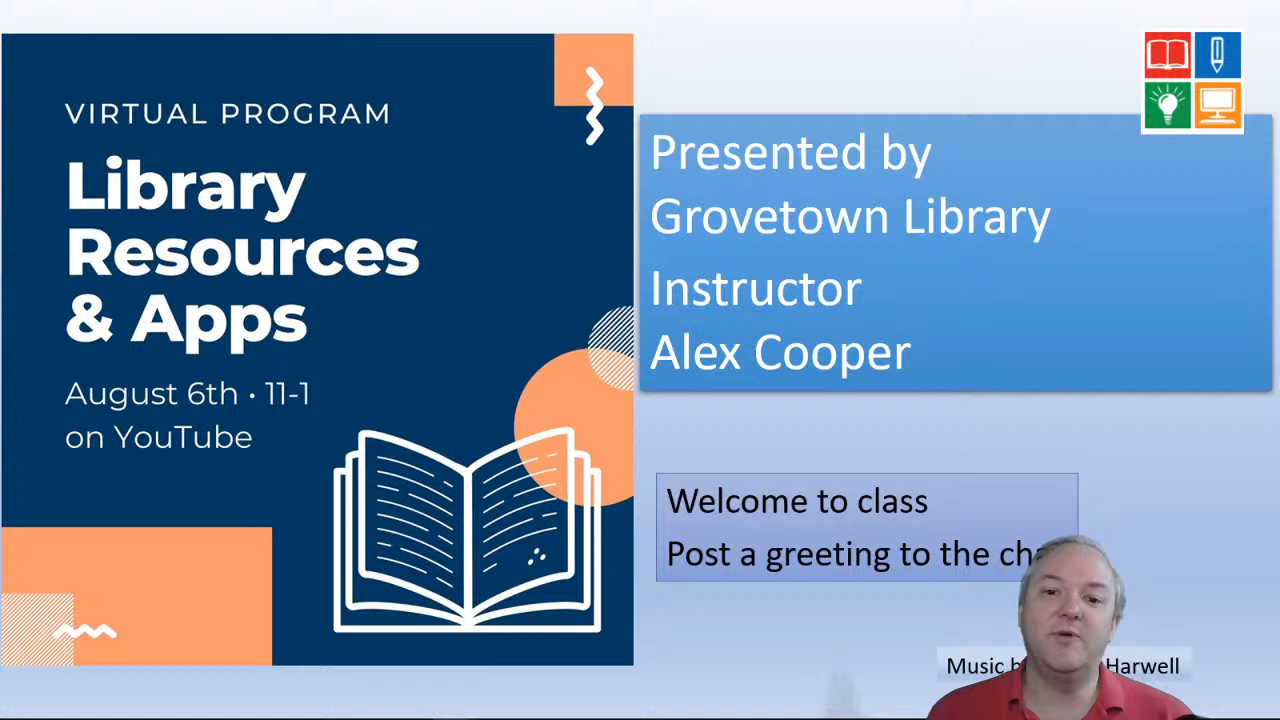 VIRTUAL PROGRAM
Library
Resources
& Apps
August 6th • 11-1
on YouTube
Presented by
Grovetown Library
Instructor
Alex Cooper
Welcome to class
Post a greeting to the
Music Harwell